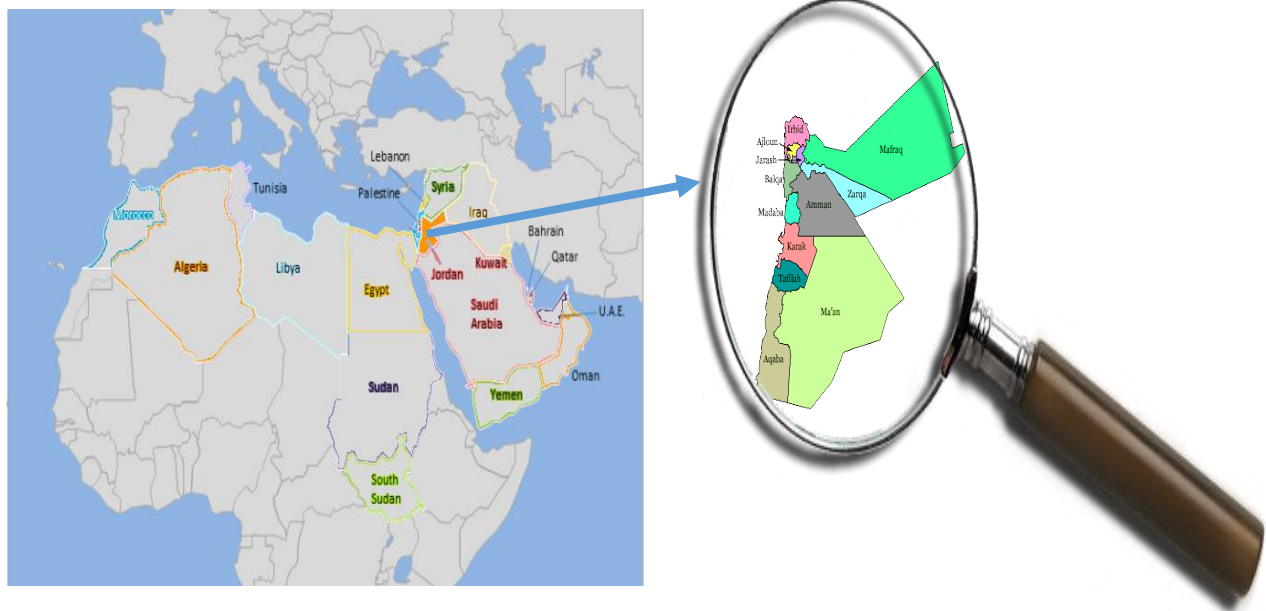 Lebanon
Tunisia
Palestine
Syria
Morocco
Iraq
Bahrain
Algeria
Libya
Egypt
Jordan
Kuwait
Qatar
Saudi
Arabia
U.A.E.
Sudan
Oman
Yemen
South
Sudan
Irbid
Ajloun
Jarash
Mafraq
Balqa
Zarqa
Amman
Madaba
Karak
Tafilah
Ma'an
Aqaba